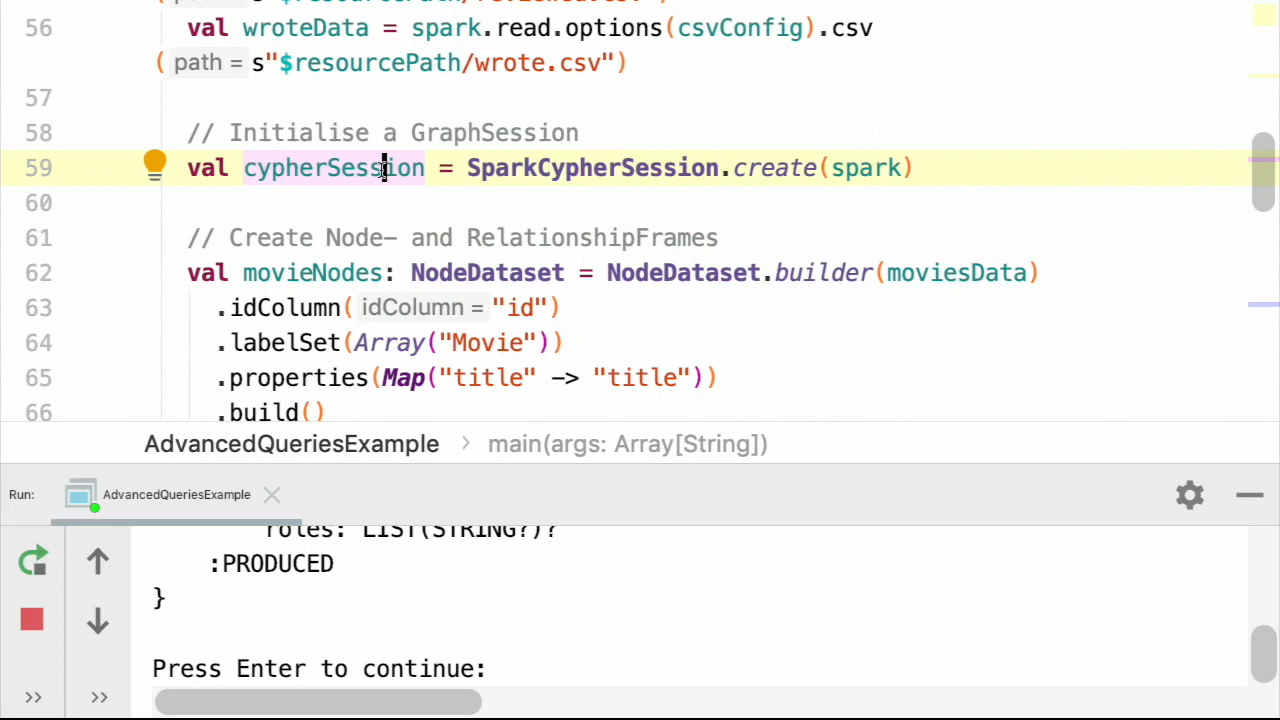 56 val wroteData = spark.read.options(csvConfig).csv
(path = s"$resourcePath/wrote.csv")
57
58 // Initialise a GraphSession
59 val cypherSession = SparkCypherSession.create(spark)
60
61 // Create Node- and RelationshipFrames
62 val movieNodes: NodeDataset = NodeDataset.builder(moviesData)
63 .idColumn( idColumn = "id")
64 .labelSet(Array("Movie"))
65 .properties(Map("title" -> "title"))
66 .build()
AdvancedQueriesExample > main(args: Array[String])
Run: AdvancedQueriesExample
roles: LIST(STRING?)?
:PRODUCED
}
Press Enter to continue:
>> >>